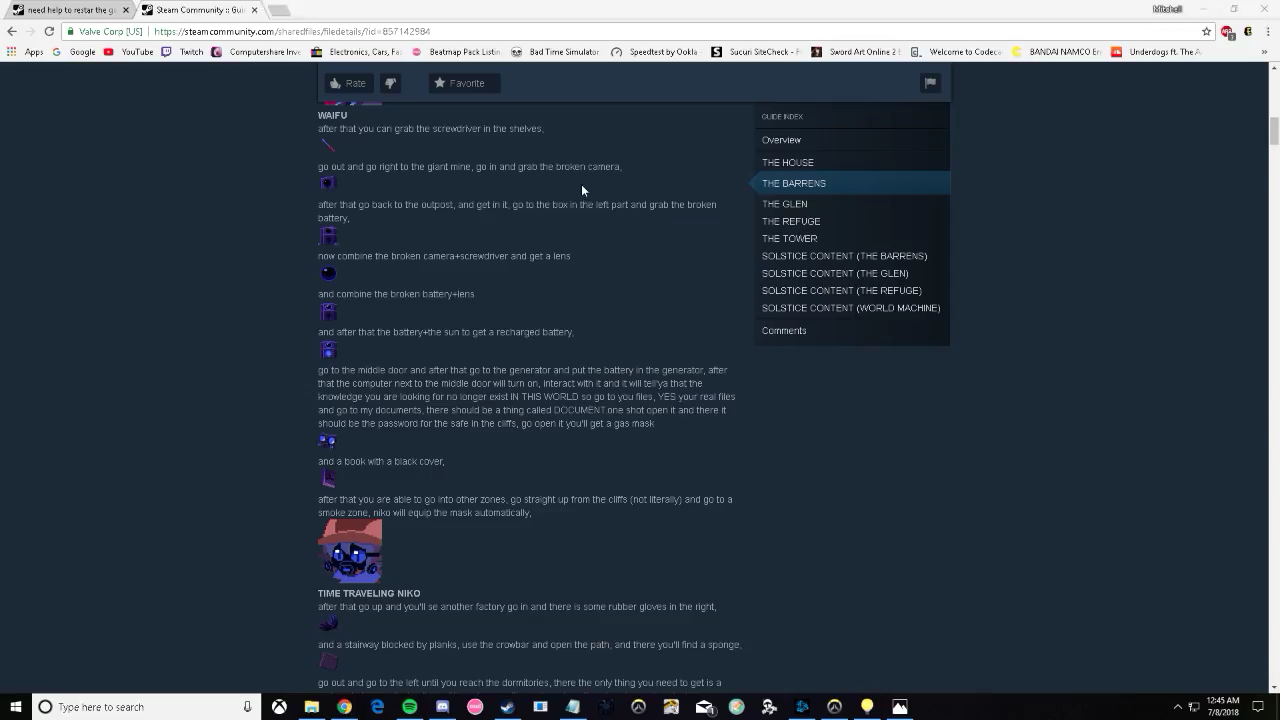 need help to restar the g
Steam Community :: Gui
Mitchell
Valve Corp [US]
https://steamcommunity.com/sharedfiles/filedetails/?id=857142984
Apps
Google
YouTube
Twitch
Computershare Inve
Electronics, Cars, Fa
Beatmap Pack Listin
Bad Time Simulator
Speedtest by Ookla
Sucuri SiteCheck - F
Sword Art Online 2 E
Welcome to Codeca
BANDAI NAMCO En
Underdogs ft. The A
Rate
Favorite
WAIFU
after that you can grab the screwdriver in the shelves,
go out and go right to the giant mine, go in and grab the broken camera,
after that go back to the outpost, and get in it, go to the box in the left part and grab the broken
battery,
now combine the broken camera+screwdriver and get a lens
and combine the broken battery+lens
and after that the battery+the sun to get a recharged battery,
go to the middle door and after that go to the generator and put the battery in the generator, after
that the computer next to the middle door will turn on, interact with it and it will tell'ya that the
knowledge you are looking for no longer exist IN THIS WORLD so go to you files, YES your real files
and go to my documents, there should be a thing called DOCUMENT.one shot open it and there it
should be the password for the safe in the cliffs, go open it you'll get a gas mask
and a book with a black cover,
after that you are able to go into other zones, go straight up from the cliffs (not literally) and go to a
smoke zone, niko will equip the mask automatically,
TIME TRAVELING NIKO
after that go up and you'll se another factory go in and there is some rubber gloves in the right,
and a stairway blocked by planks, use the crowbar and open the path, and there you'll find a sponge,
go out and go to the left until you reach the dormitories, there the only thing you need to get is a
GUIDE INDEX
Overview
THE HOUSE
THE BARRENS
THE GLEN
THE REFUGE
THE TOWER
SOLSTICE CONTENT (THE BARRENS)
SOLSTICE CONTENT (THE GLEN)
SOLSTICE CONTENT (THE REFUGE)
SOLSTICE CONTENT (WORLD MACHINE)
Comments
Type here to search
12:45 AM
7/8/2018